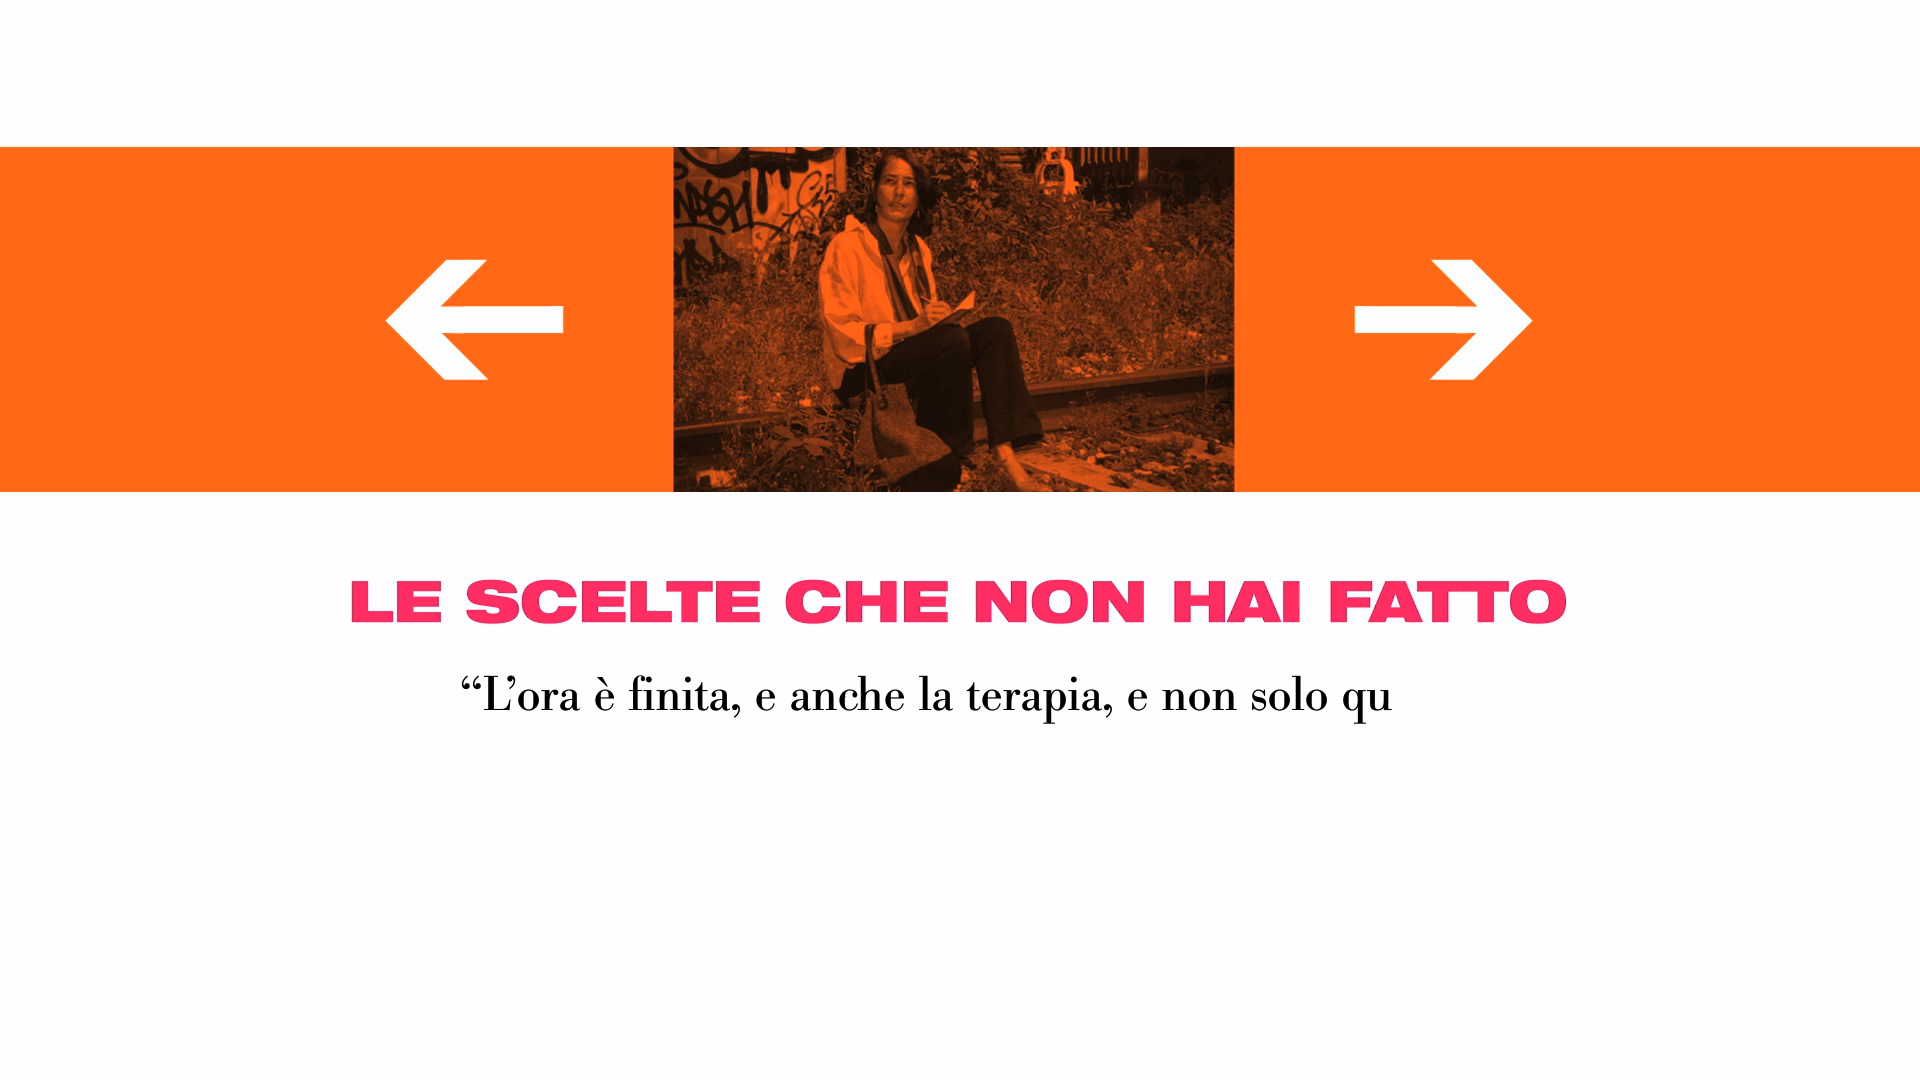 LE SCELTE CHE NON HAI FATTO
“L’ora è finita, e anche la terapia, e non solo qu